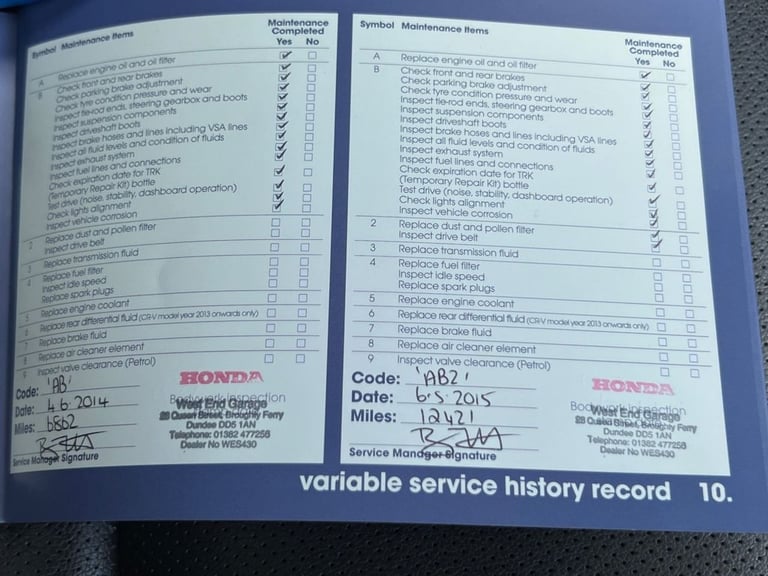 Symbol Maintenance Items
Maintenance
Completed
Yes No
A Replace engine oil and oil filter
B Check front and rear brakes
Check parking brake adjustment
Check tyre condition pressure and wear
Inspect tie-rod ends, steering gearbox and boots
Inspect suspension components
Inspect driveshaft boots
Inspect brake hoses and lines including VSA lines
Inspect all fluid levels and condition of fluids
Inspect exhaust system
Inspect fuel lines and connections
Check expiration date for TRK
(Temporary Repair Kit) bottle
Test drive (noise, stability, dashboard operation)
Check lights alignment
Inspect vehicle corrosion
2 Replace dust and pollen filter
Inspect drive belt
3 Replace transmission fluid
4 Replace fuel filter
Inspect idle speed
Replace spark plugs
5 Replace engine coolant
6 Replace rear differential fluid (CR-V model year 2013 onwards only)
7 Replace brake fluid
8 Replace air cleaner element
9 Inspect valve clearance (Petrol)
Code: 'AB'
Date: 4.6.2014
Miles: 6862
Service Manager Signature
HONDA
Bodywork inspection
West End Garage
28 Queen Street, Broughty Ferry
Dundee DD5 1AN
Telephone: 01382 477256
Dealer No WES430
Symbol Maintenance Items
Maintenance
Completed
Yes No
A Replace engine oil and oil filter
B Check front and rear brakes
Check parking brake adjustment
Check tyre condition pressure and wear
Inspect tie-rod ends, steering gearbox and boots
Inspect suspension components
Inspect driveshaft boots
Inspect brake hoses and lines including VSA lines
Inspect all fluid levels and condition of fluids
Inspect exhaust system
Inspect fuel lines and connections
Check expiration date for TRK
(Temporary Repair Kit) bottle
Test drive (noise, stability, dashboard operation)
Check lights alignment
Inspect vehicle corrosion
2 Replace dust and pollen filter
Inspect drive belt
3 Replace transmission fluid
4 Replace fuel filter
Inspect idle speed
Replace spark plugs
5 Replace engine coolant
6 Replace rear differential fluid (CR-V model year 2013 onwards only)
7 Replace brake fluid
8 Replace air cleaner element
9 Inspect valve clearance (Petrol)
Code: 'AB2'
Date: 6.5.2015
Miles: 12421
Service Manager Signature
HONDA
Bodywork inspection
West End Garage
28 Queen Street, Broughty Ferry
Dundee DD5 1AN
Telephone: 01382 477256
Dealer No WES430
variable service history record 10.